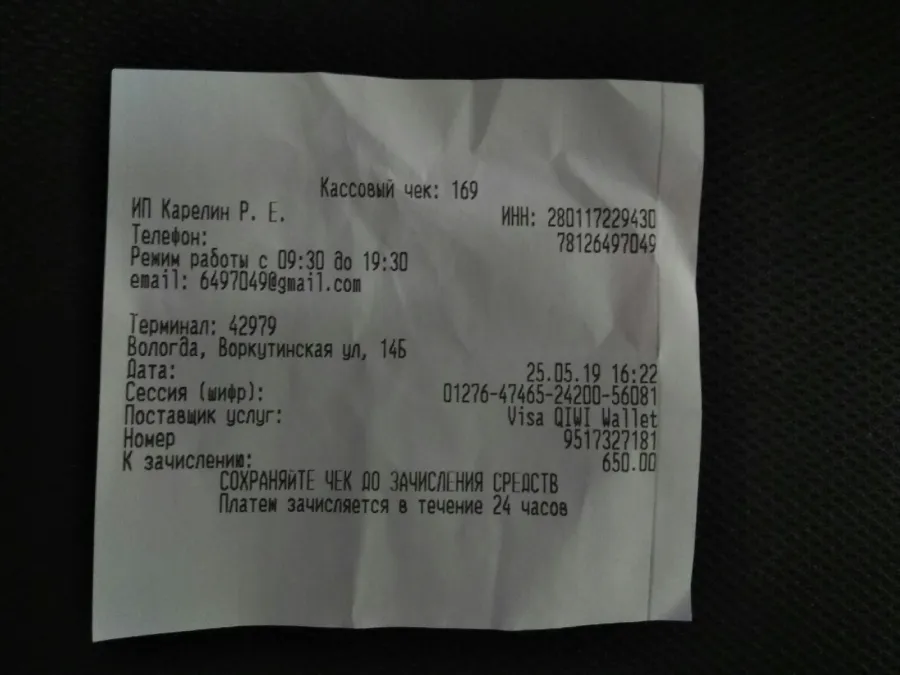 Кассовый чек: 169
ИП Карелин Р. Е. ИНН: 280117229430
Телефон: 78126497049
Режим работы с 09:30 до 19:30
email: 6497049@gmail.com
Терминал: 42979
Вологда, Воркутинская ул, 14Б
Дата: 25.05.19 16:22
Сессия (шифр): 01276-47465-24200-56081
Поставщик услуг: Visa QIWI Wallet
Номер 9517327181
К зачислению: 650.00
СОХРАНЯЙТЕ ЧЕК ДО ЗАЧИСЛЕНИЯ СРЕДСТВ
Платеж зачисляется в течение 24 часов